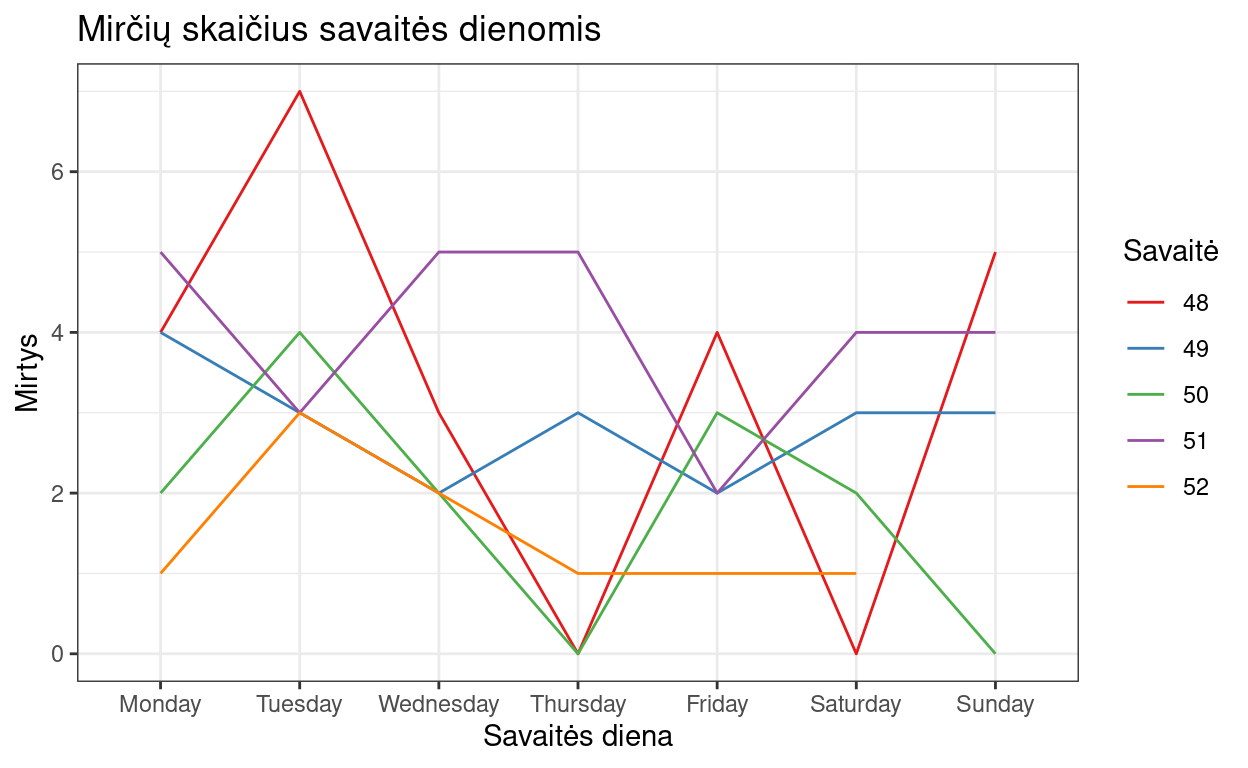 Mirčių skaičius savaitės dienomis
Mirtys
6
4
2
0
Monday Tuesday Wednesday Thursday Friday Saturday Sunday
Savaitės diena
Savaitė
48
49
50
51
52